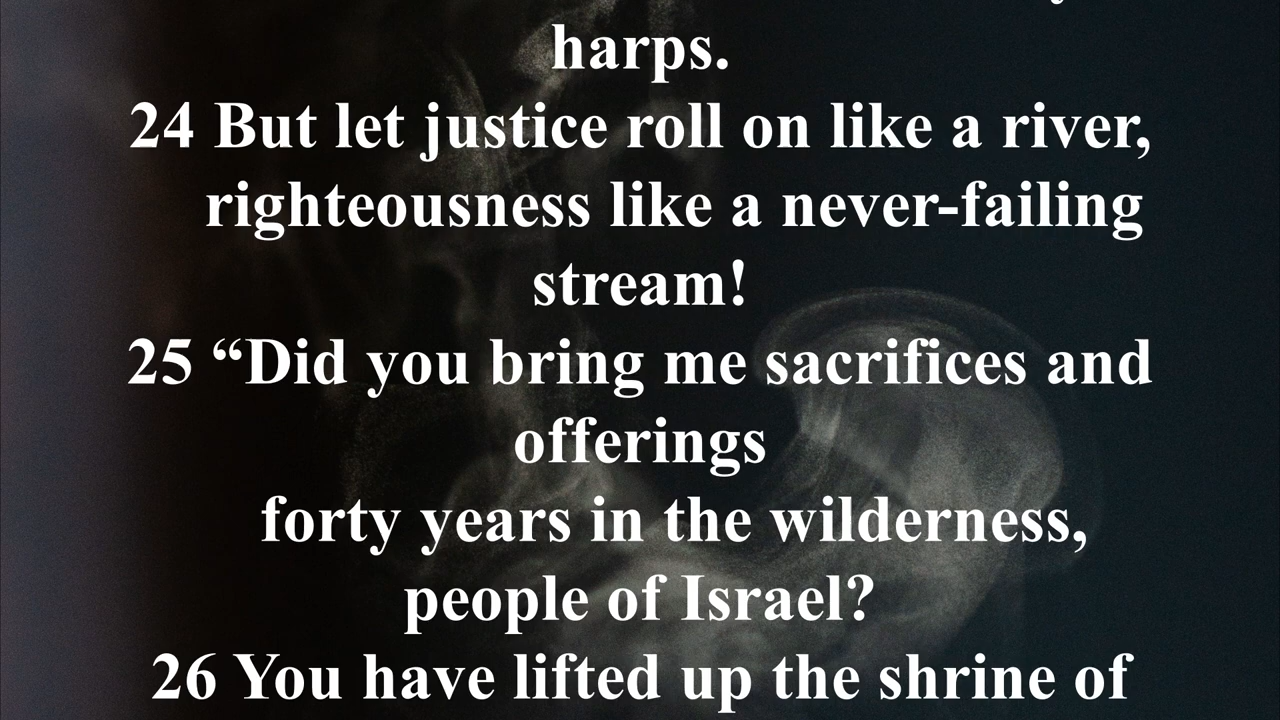 harps.
24 But let justice roll on like a river,
righteousness like a never-failing
stream!
25 “Did you bring me sacrifices and
offerings
forty years in the wilderness,
people of Israel?
26 You have lifted up the shrine of